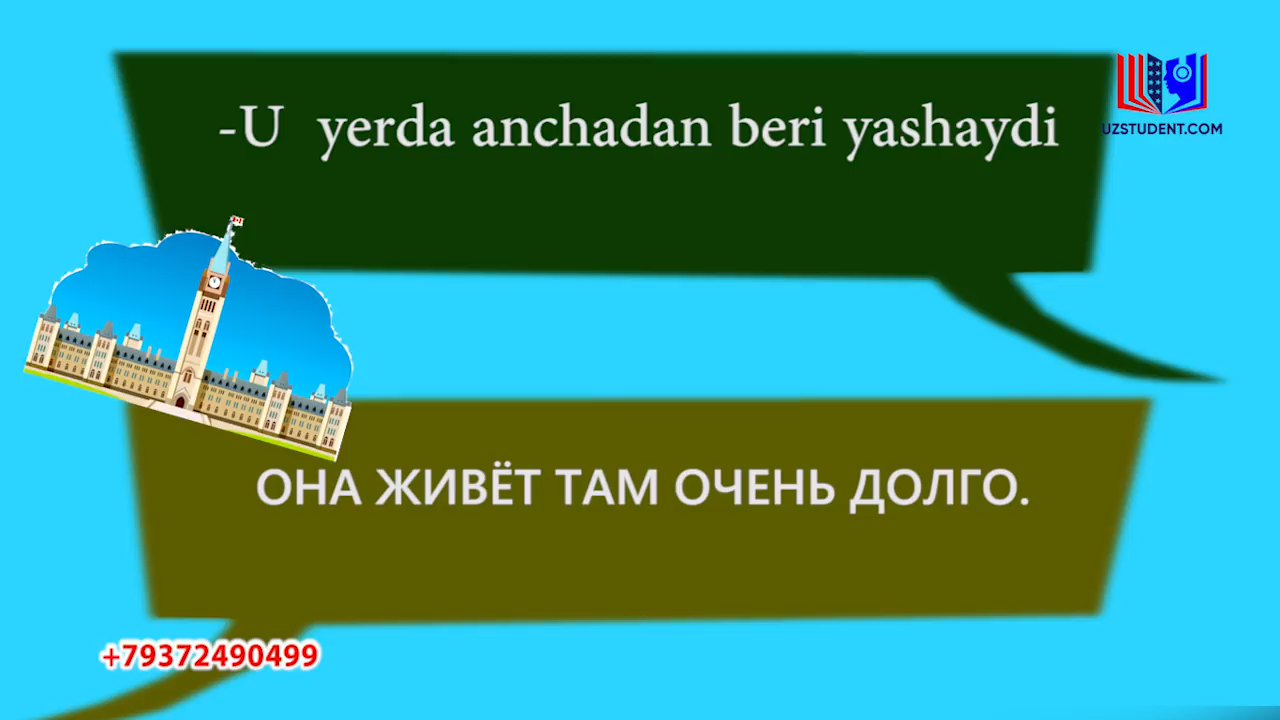 -U yerda anchadan beri yashaydi
UZSTUDENT.COM
ОНА ЖИВЁТ ТАМ ОЧЕНЬ ДОЛГО.
+79372490499